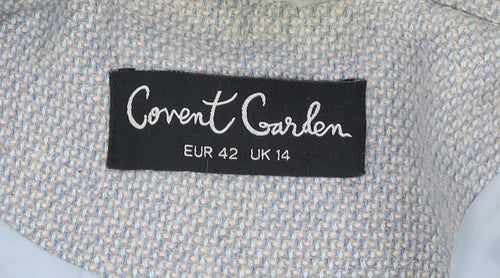 Covent Garden
EUR 42 UK 14